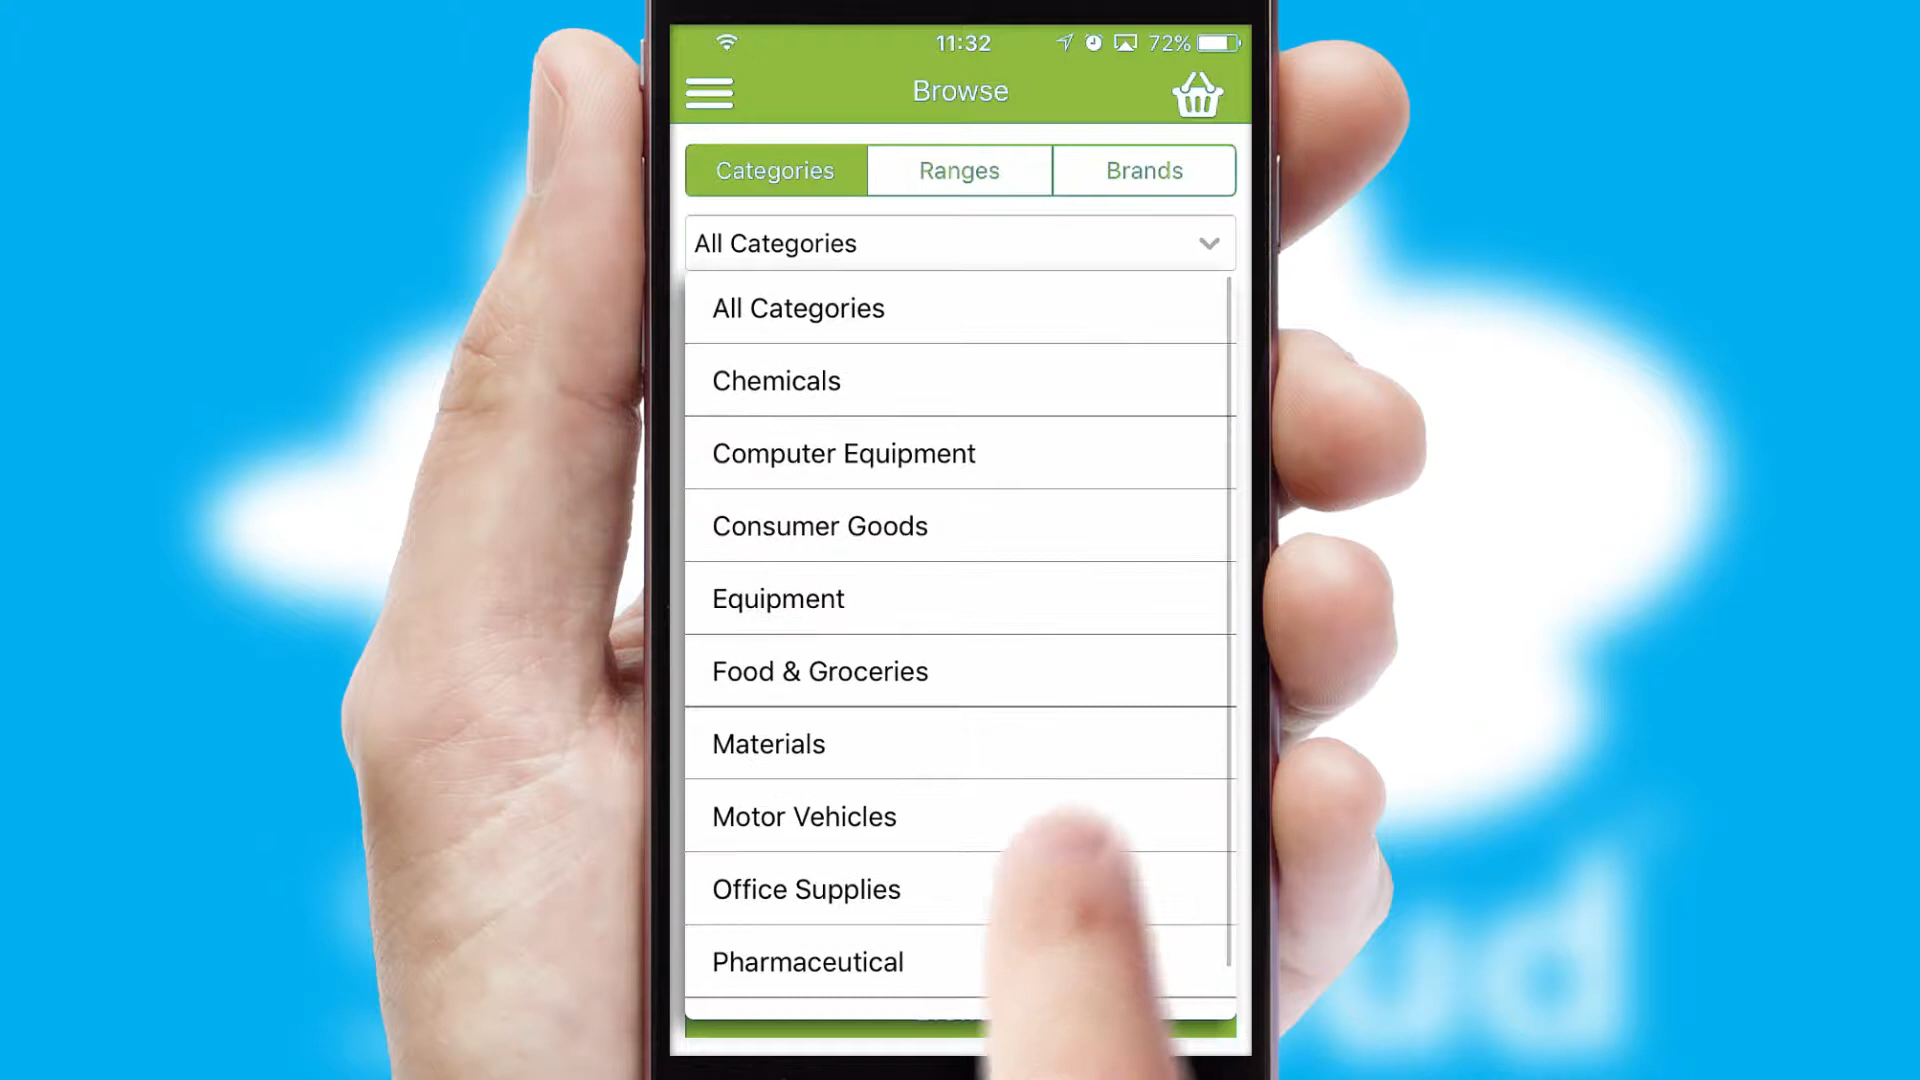 11:32 72%
Browse
Categories Ranges Brands
All Categories
All Categories
Chemicals
Computer Equipment
Consumer Goods
Equipment
Food & Groceries
Materials
Motor Vehicles
Office Supplies
Pharmaceutical
ud